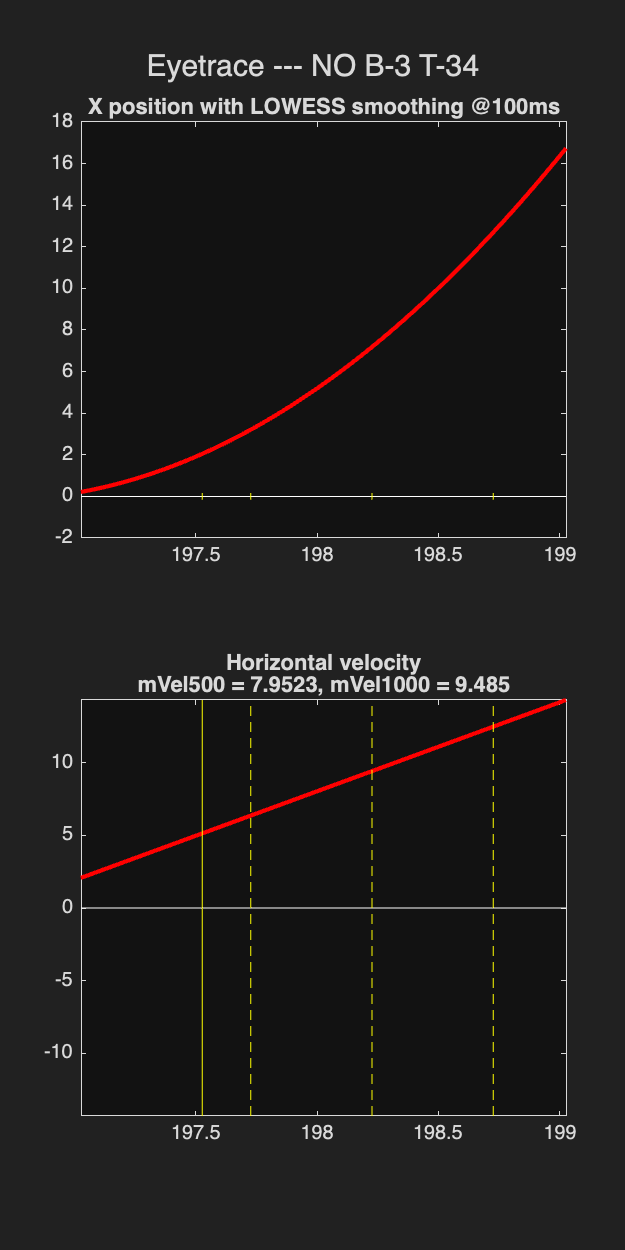 Eyetrace --- NO B-3 T-34
X position with LOWESS smoothing @100ms
18
16
14
12
10
8
6
4
2
0
-2
197.5 198 198.5 199
Horizontal velocity
mVel500 = 7.9523, mVel1000 = 9.485
10
5
0
-5
-10
197.5 198 198.5 199